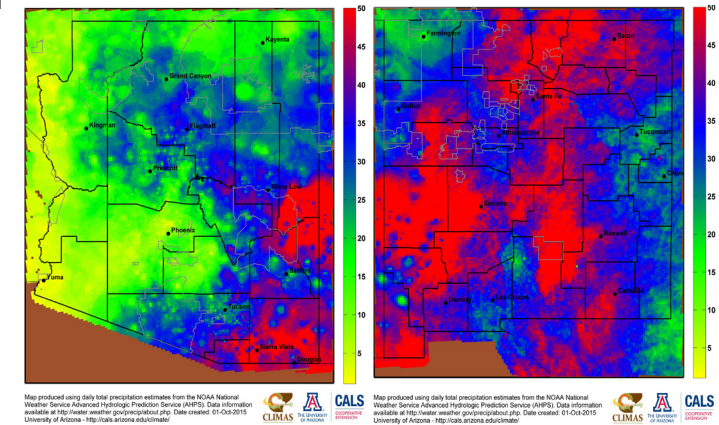 50
45
40
35
30
25
20
15
10
5
Kayenta
Grand Canyon
Kingman
Flagstaff
Prescott
Show Low
Phoenix
Yuma
Safford
Tucson
Sierra Vista
Douglas
Map produced using daily total precipitation estimates from the NOAA National
Weather Service Advanced Hydrologic Prediction Service (AHPS). Data information
available at http://water.weather.gov/precip/about.php. Date created: 01-Oct-2015
University of Arizona - http://cals.arizona.edu/climate/
CLIMAS
A
THE UNIVERSITY
OF ARIZONA
CALS
COOPERATIVE
EXTENSION
50
45
40
35
30
25
20
15
10
5
Farmington
Raton
Santa Fe
Albuquerque
Tucumcari
Socorro
Roswell
Carlsbad
Deming
Las Cruces
Map produced using daily total precipitation estimates from the NOAA National
Weather Service Advanced Hydrologic Prediction Service (AHPS). Data information
available at http://water.weather.gov/precip/about.php. Date created: 01-Oct-2015
University of Arizona - http://cals.arizona.edu/climate/
CLIMAS
A
THE UNIVERSITY
OF ARIZONA
CALS
COOPERATIVE
EXTENSION